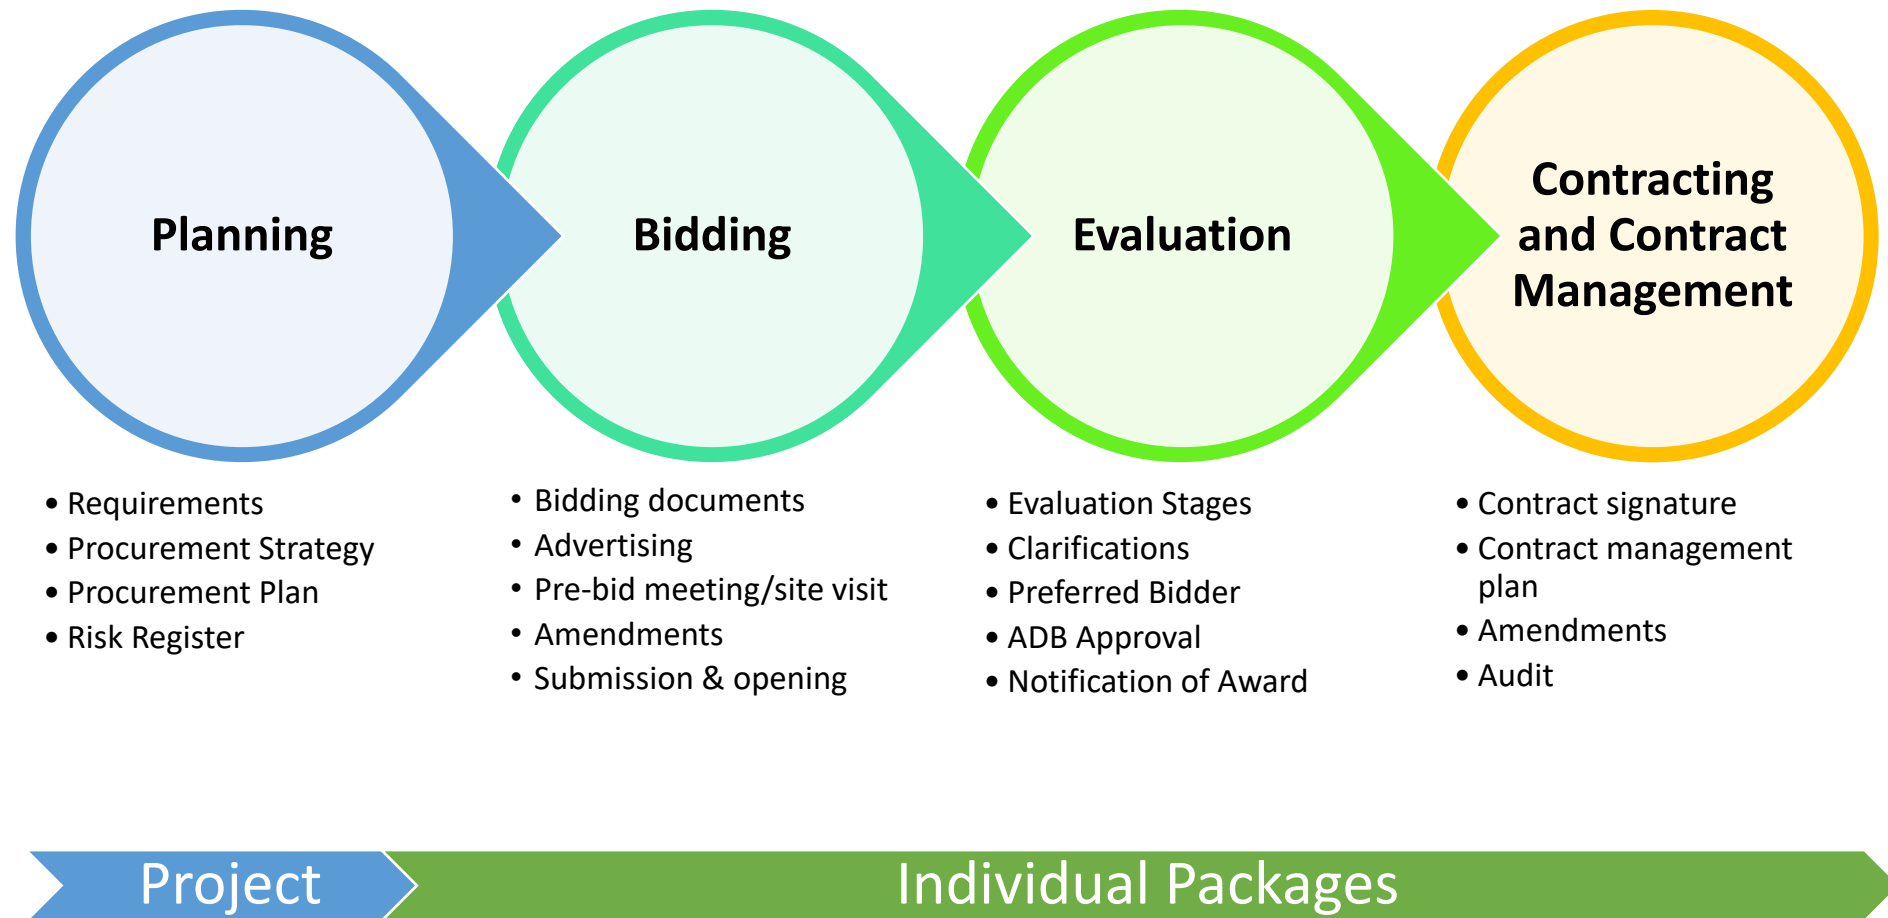 Planning
Bidding
Evaluation
Contracting
and Contract
Management
• Requirements
• Procurement Strategy
• Procurement Plan
• Risk Register
• Bidding documents
• Advertising
• Pre-bid meeting/site visit
• Amendments
• Submission & opening
• Evaluation Stages
• Clarifications
• Preferred Bidder
• ADB Approval
• Notification of Award
• Contract signature
• Contract management
plan
• Amendments
• Audit
Project
Individual Packages